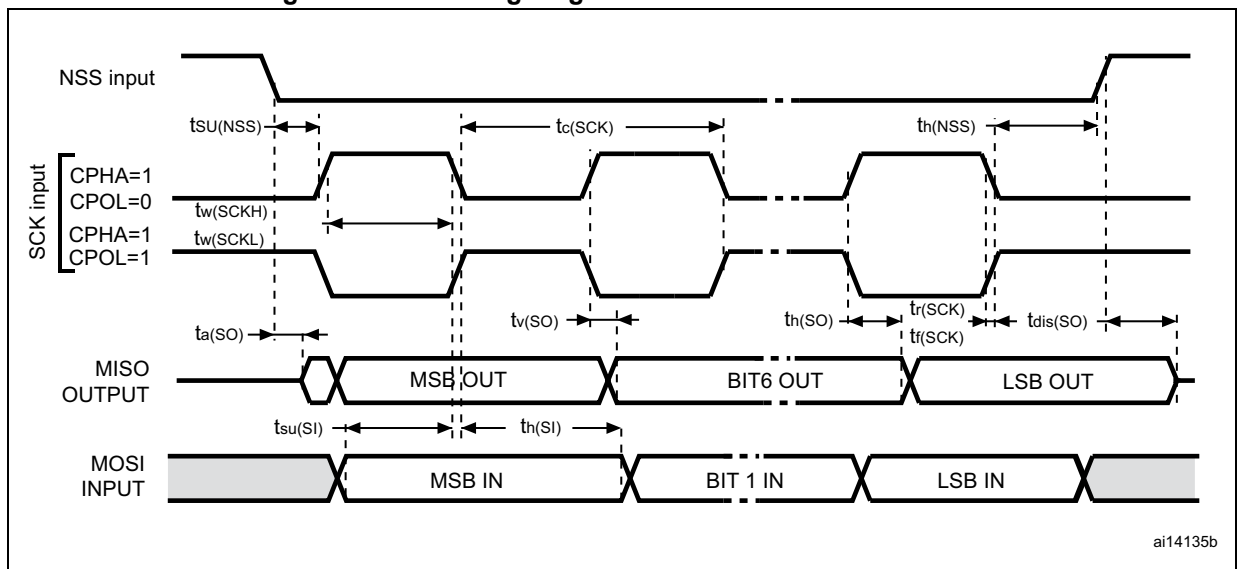 NSS input
tSU(NSS)
tc(SCK)
th(NSS)
SCK input
CPHA=1
CPOL=0
tw(SCKH)
CPHA=1
tw(SCKL)
CPOL=1
ta(SO)
tv(SO)
th(SO)
tr(SCK)
tf(SCK)
tdis(SO)
MISO
OUTPUT
MSB OUT
BIT6 OUT
LSB OUT
tsu(SI)
th(SI)
MOSI
INPUT
MSB IN
BIT 1 IN
LSB IN
ai14135b